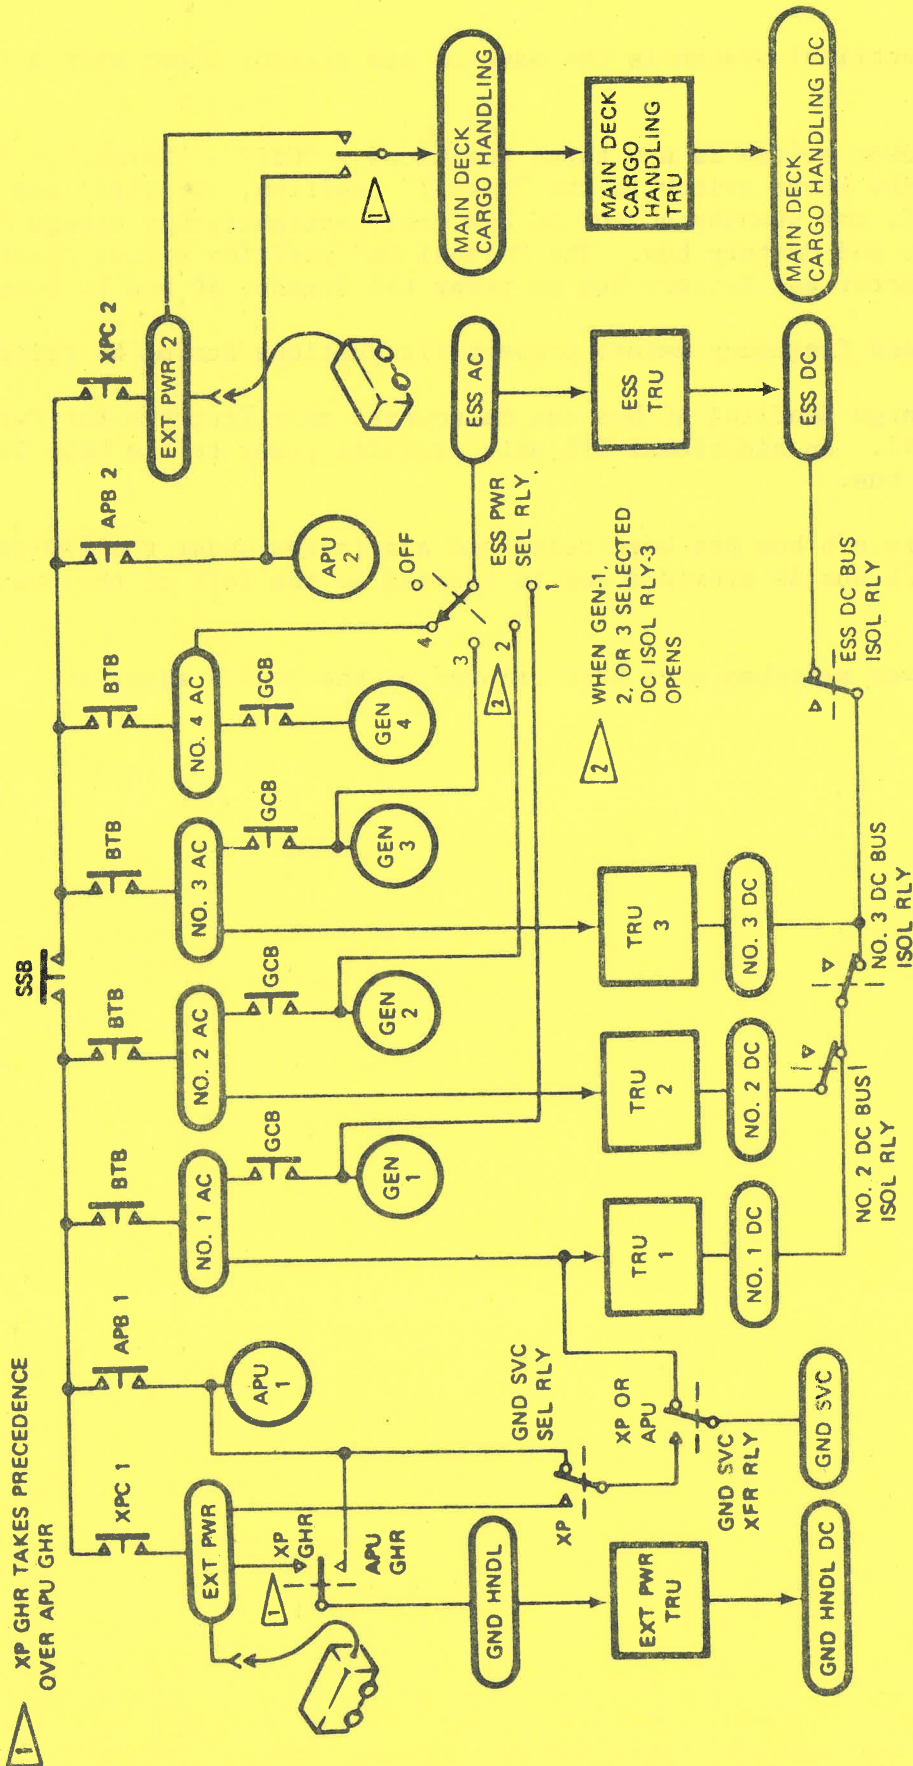 1
XP GHR TAKES PRECEDENCE
OVER APU GHR
SSB
XPC 1
APB 1
BTB
BTB
BTB
BTB
APB 2
XPC 2
EXT PWR
APU
1
NO. 1 AC
NO. 2 AC
NO. 3 AC
NO. 4 AC
EXT PWR 2
GCB
GCB
GCB
GCB
GEN
1
GEN
2
GEN
3
GEN
4
APU
2
1
XP
GHR
APU
GHR
1
OFF
4
3
2
1
2
ESS PWR
SEL RLY.
GND HNDL
XP
GND SVC
SEL RLY
ESS AC
MAIN DECK
CARGO HANDLING
2
WHEN GEN-1,
2, OR 3 SELECTED
DC ISOL RLY-3
OPENS
XP OR
APU
GND SVC
XFR RLY
EXT PWR
TRU
TRU
1
TRU
2
TRU
3
ESS
TRU
MAIN DECK
CARGO
HANDLING
TRU
GND HNDL DC
GND SVC
NO. 1 DC
NO. 2 DC
NO. 3 DC
ESS DC
MAIN DECK
CARGO HANDLING DC
NO. 2 DC BUS
ISOL RLY
NO. 3 DC BUS
ISOL RLY
ESS DC BUS
ISOL RLY